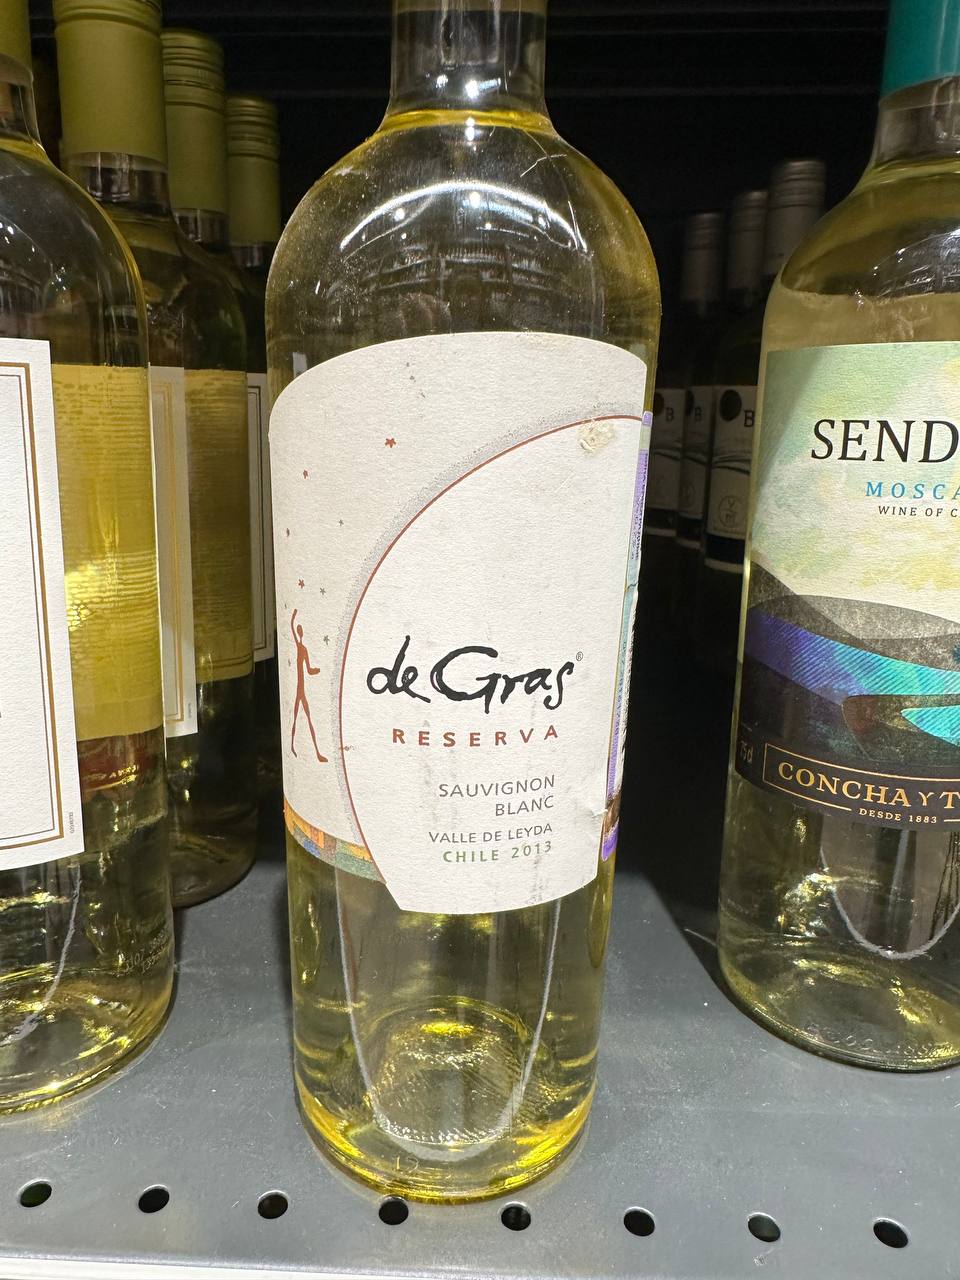 de Gras®
RESERVA
SAUVIGNON
BLANC
VALLE DE LEYDA
CHILE 2013
SEND
MOSCA
WINE OF C
CONCHA Y T
DESDE 1883
B